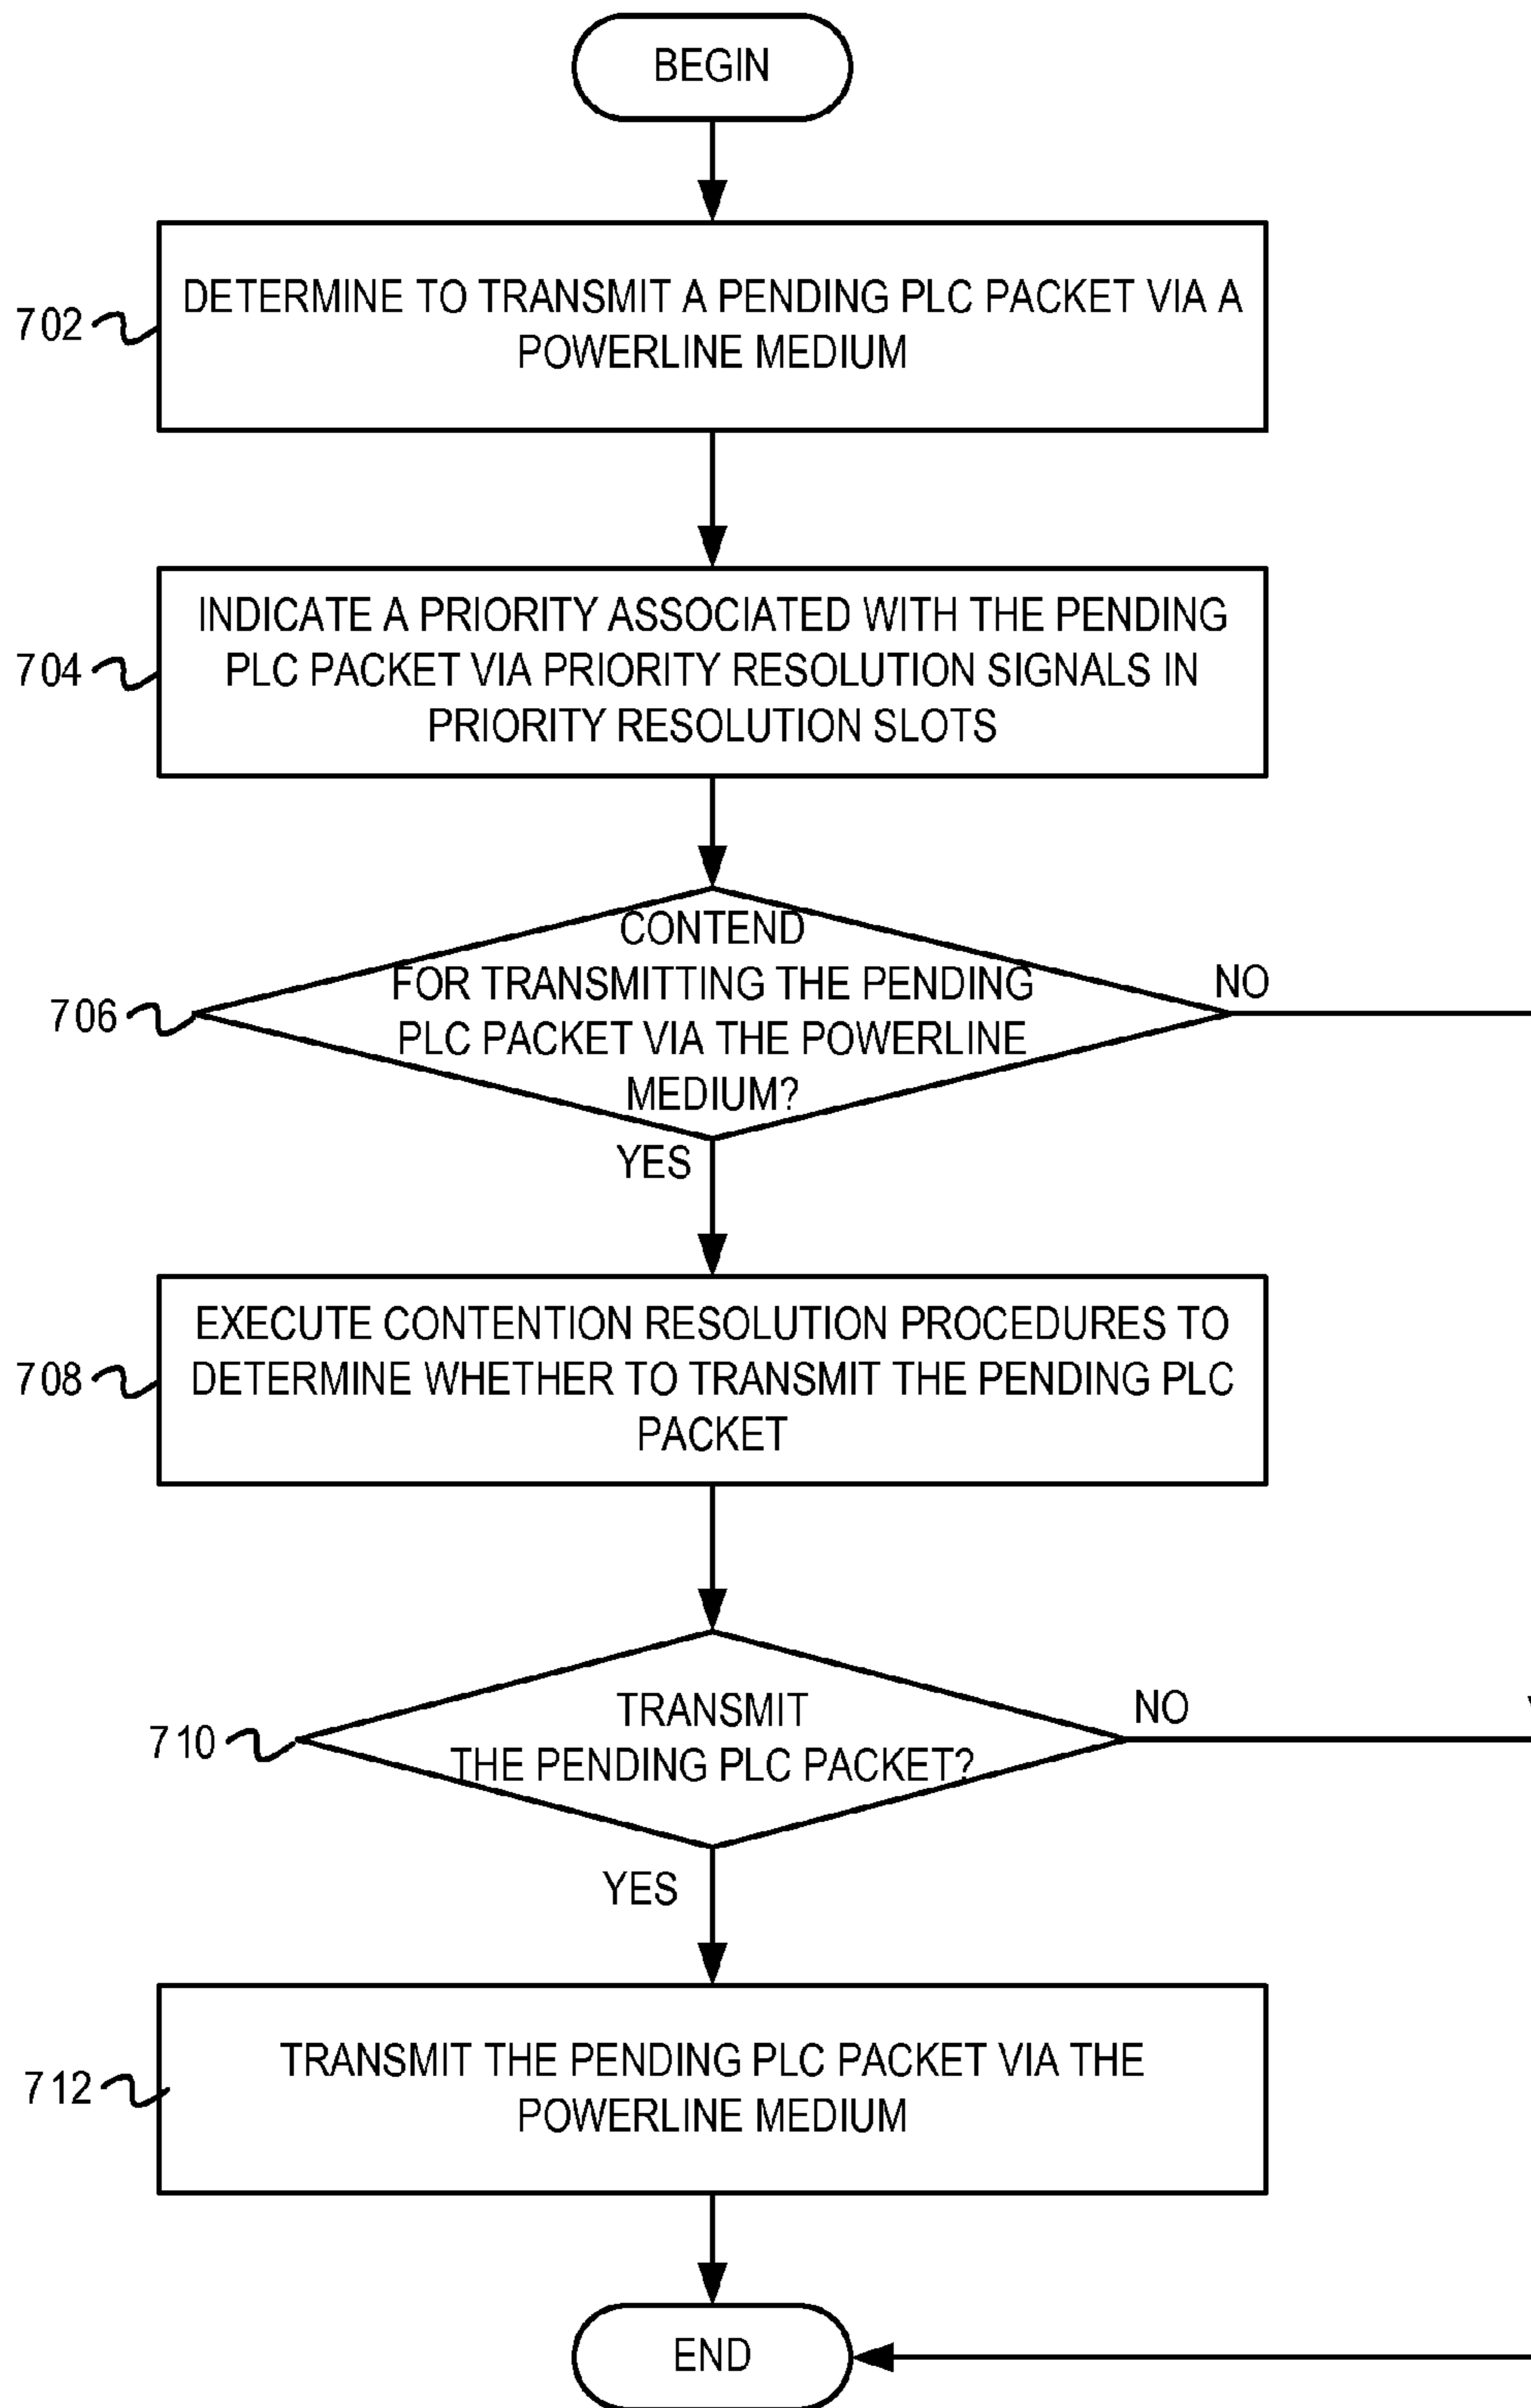 BEGIN
702
DETERMINE TO TRANSMIT A PENDING PLC PACKET VIA A
POWERLINE MEDIUM
704
INDICATE A PRIORITY ASSOCIATED WITH THE PENDING
PLC PACKET VIA PRIORITY RESOLUTION SIGNALS IN
PRIORITY RESOLUTION SLOTS
706
CONTEND
FOR TRANSMITTING THE PENDING
PLC PACKET VIA THE POWERLINE
MEDIUM?
NO
YES
708
EXECUTE CONTENTION RESOLUTION PROCEDURES TO
DETERMINE WHETHER TO TRANSMIT THE PENDING PLC
PACKET
710
TRANSMIT
THE PENDING PLC PACKET?
NO
YES
712
TRANSMIT THE PENDING PLC PACKET VIA THE
POWERLINE MEDIUM
END